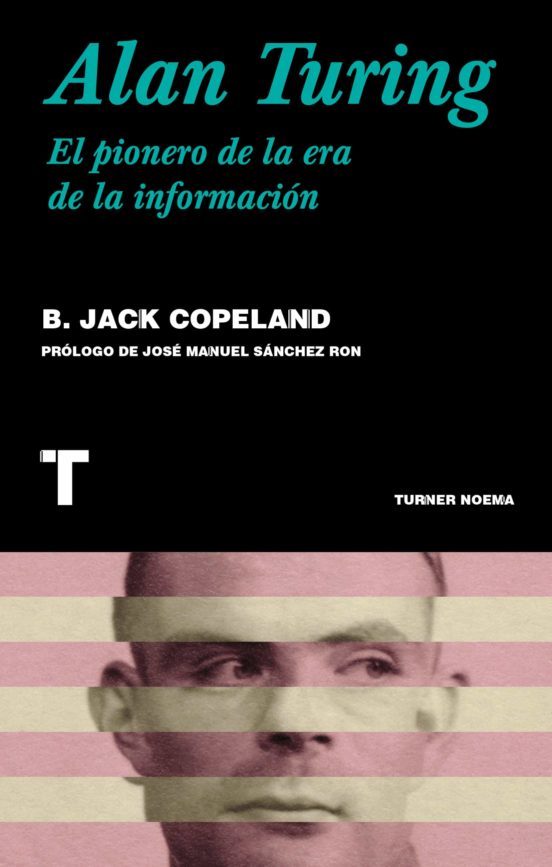 Alan Turing
El pionero de la era
de la información
B. JACK COPELAND
PRÓLOGO DE JOSÉ MANUEL SÁNCHEZ RON
T
TURNER NOEMA